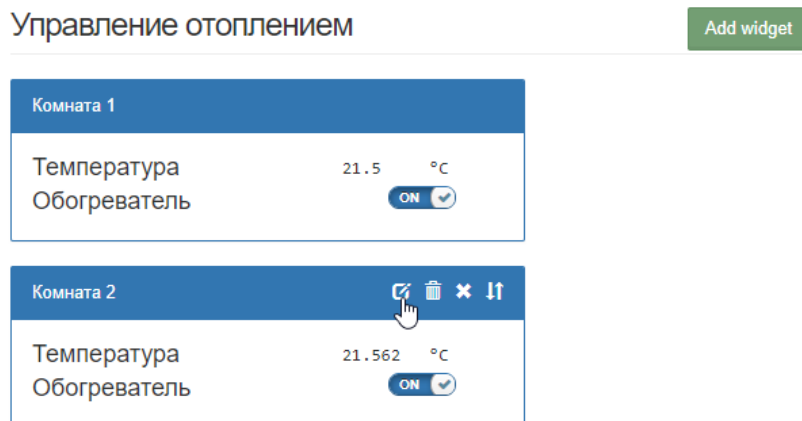 Управление отоплением
Add widget
Комната 1
Температура 21.5 °C
Обогреватель ON
Комната 2
Температура 21.562 °C
Обогреватель ON